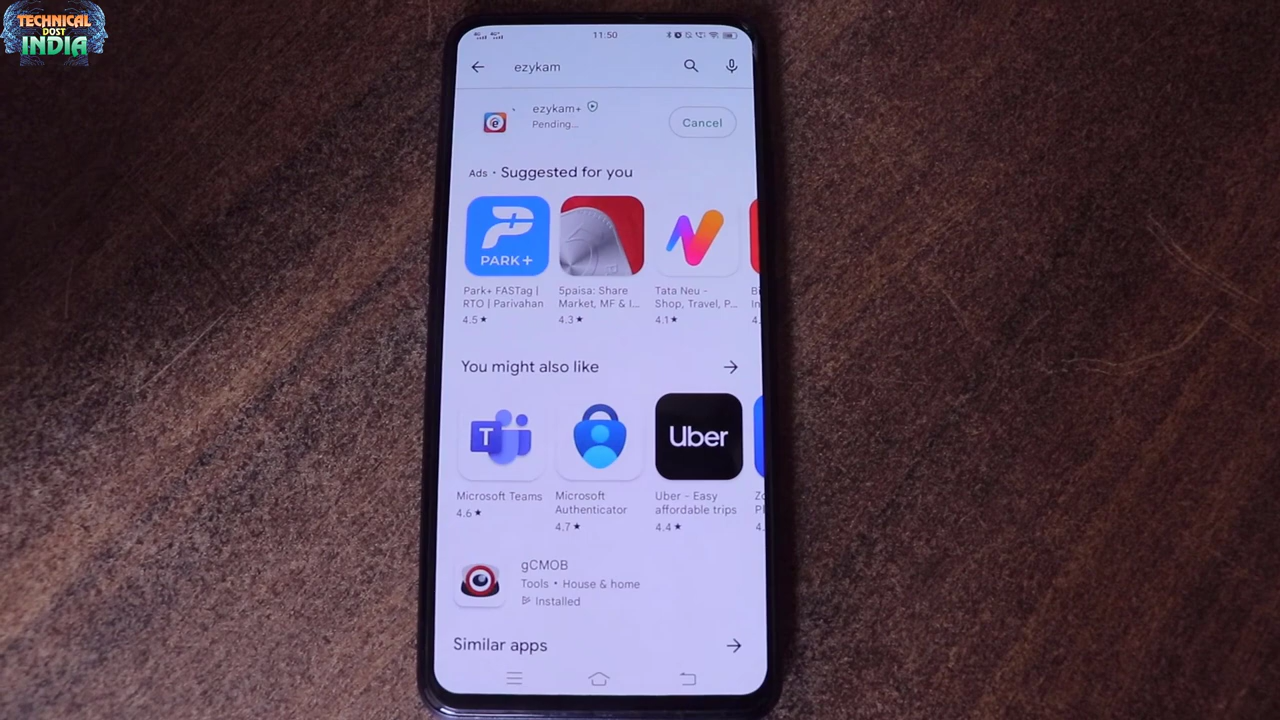 TECHNICAL
DOST
INDIA
11:50
ezykam
ezykam+
Pending...
Cancel
Ads • Suggested for you
PARK+
Park+ FASTag |
RTO | Parivahan
4.5★
5paisa: Share
Market, MF & I...
4.3★
Tata Neu -
Shop, Travel, P...
4.1★
4.
You might also like
T
Uber
Microsoft Teams
4.6★
Microsoft
Authenticator
4.7★
Uber - Easy
affordable trips
4.4★
4.
gCMOB
Tools • House & home
Installed
Similar apps